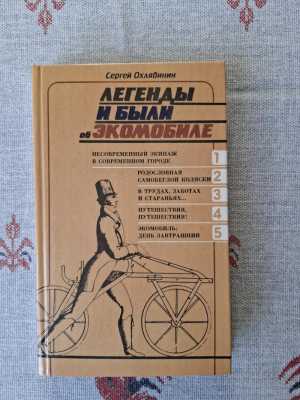 Сергей Охлябинин
ЛЕГЕНДЫ
И БЫЛИ
об ЭКОМОБИЛЕ
НЕСОВРЕМЕННЫЙ ЭКИПАЖ
В СОВРЕМЕННОМ ГОРОДЕ
1
РОДОСЛОВНАЯ
САМОБЕГЛОЙ КОЛЯСКИ
2
В ТРУДАХ, ЗАБОТАХ
И СТАРАНЬЯХ...
3
ПУТЕШЕСТВИЯ,
ПУТЕШЕСТВИЯ!
4
ЭКОМОБИЛЬ:
ДЕНЬ ЗАВТРАШНИЙ
5